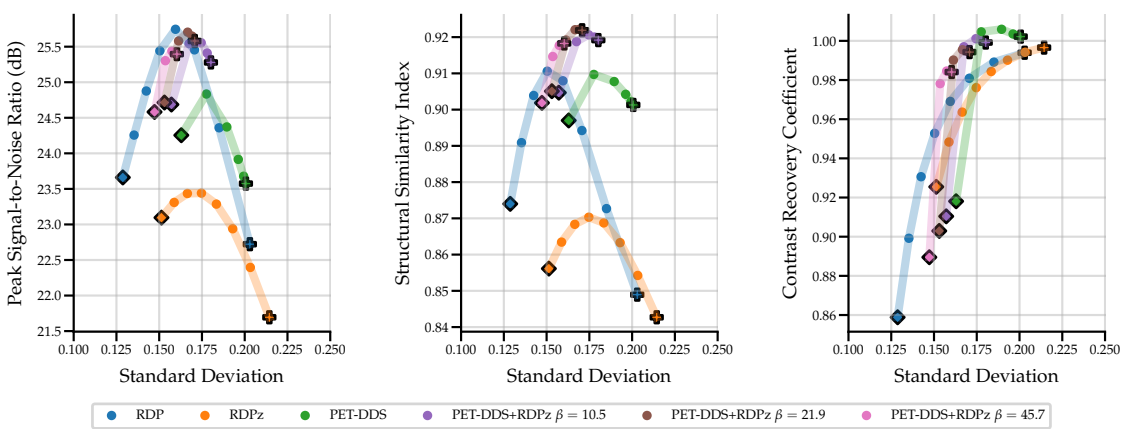 Peak Signal-to-Noise Ratio (dB)
25.5
25.0
24.5
24.0
23.5
23.0
22.5
22.0
21.5
0.100 0.125 0.150 0.175 0.200 0.225 0.250
Standard Deviation
Structural Similarity Index
0.92
0.91
0.90
0.89
0.88
0.87
0.86
0.85
0.84
0.100 0.125 0.150 0.175 0.200 0.225 0.250
Standard Deviation
Contrast Recovery Coefficient
1.00
0.98
0.96
0.94
0.92
0.90
0.88
0.86
0.100 0.125 0.150 0.175 0.200 0.225 0.250
Standard Deviation
RDP RDPz PET-DDS PET-DDS+RDPz β = 10.5 PET-DDS+RDPz β = 21.9 PET-DDS+RDPz β = 45.7